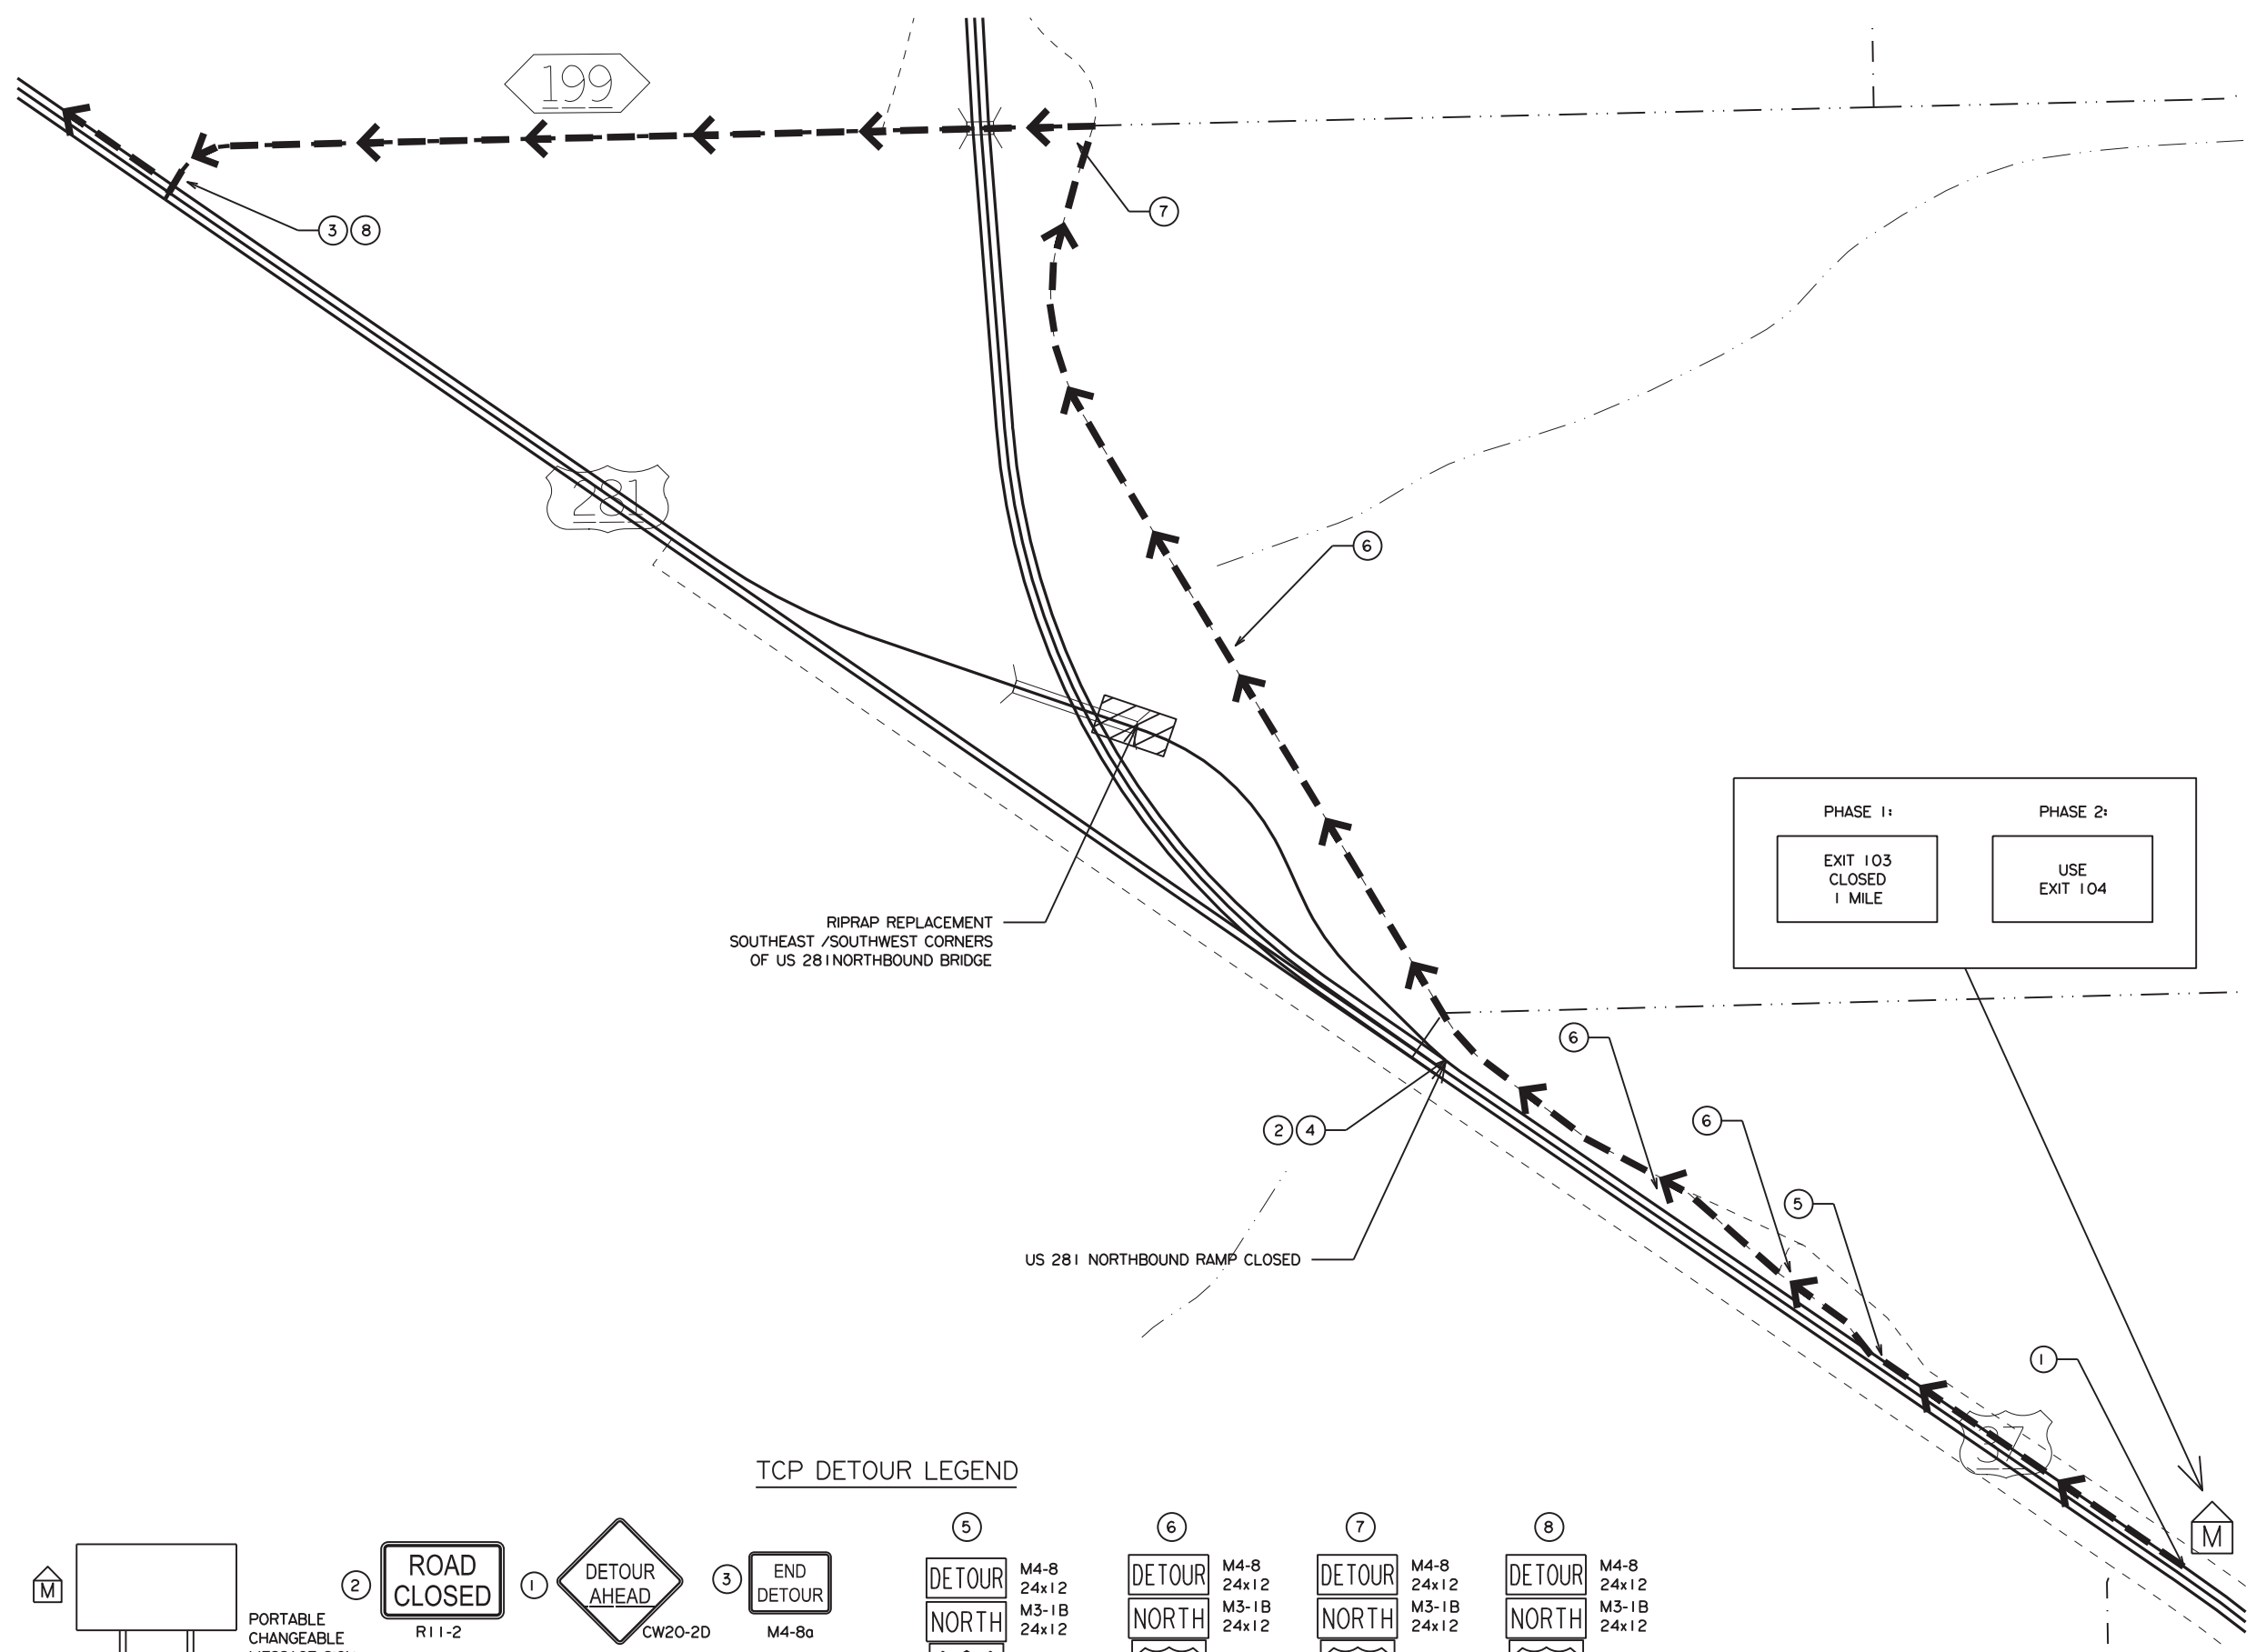 199
7
3 8
281
6
PHASE 1:
PHASE 2:
EXIT 103
CLOSED
1 MILE
USE
EXIT 104
RIPRAP REPLACEMENT
SOUTHEAST /SOUTHWEST CORNERS
OF US 281NORTHBOUND BRIDGE
6
6
2 4
5
US 281 NORTHBOUND RAMP CLOSED
1
37
M
TCP DETOUR LEGEND
M
PORTABLE
CHANGEABLE
2
ROAD
CLOSED
R11-2
1
DETOUR
AHEAD
CW20-2D
3
END
DETOUR
M4-8a
5
DETOUR
M4-8
24x12
NORTH
M3-1B
24x12
6
DETOUR
M4-8
24x12
NORTH
M3-1B
24x12
7
DETOUR
M4-8
24x12
NORTH
M3-1B
24x12
8
DETOUR
M4-8
24x12
NORTH
M3-1B
24x12